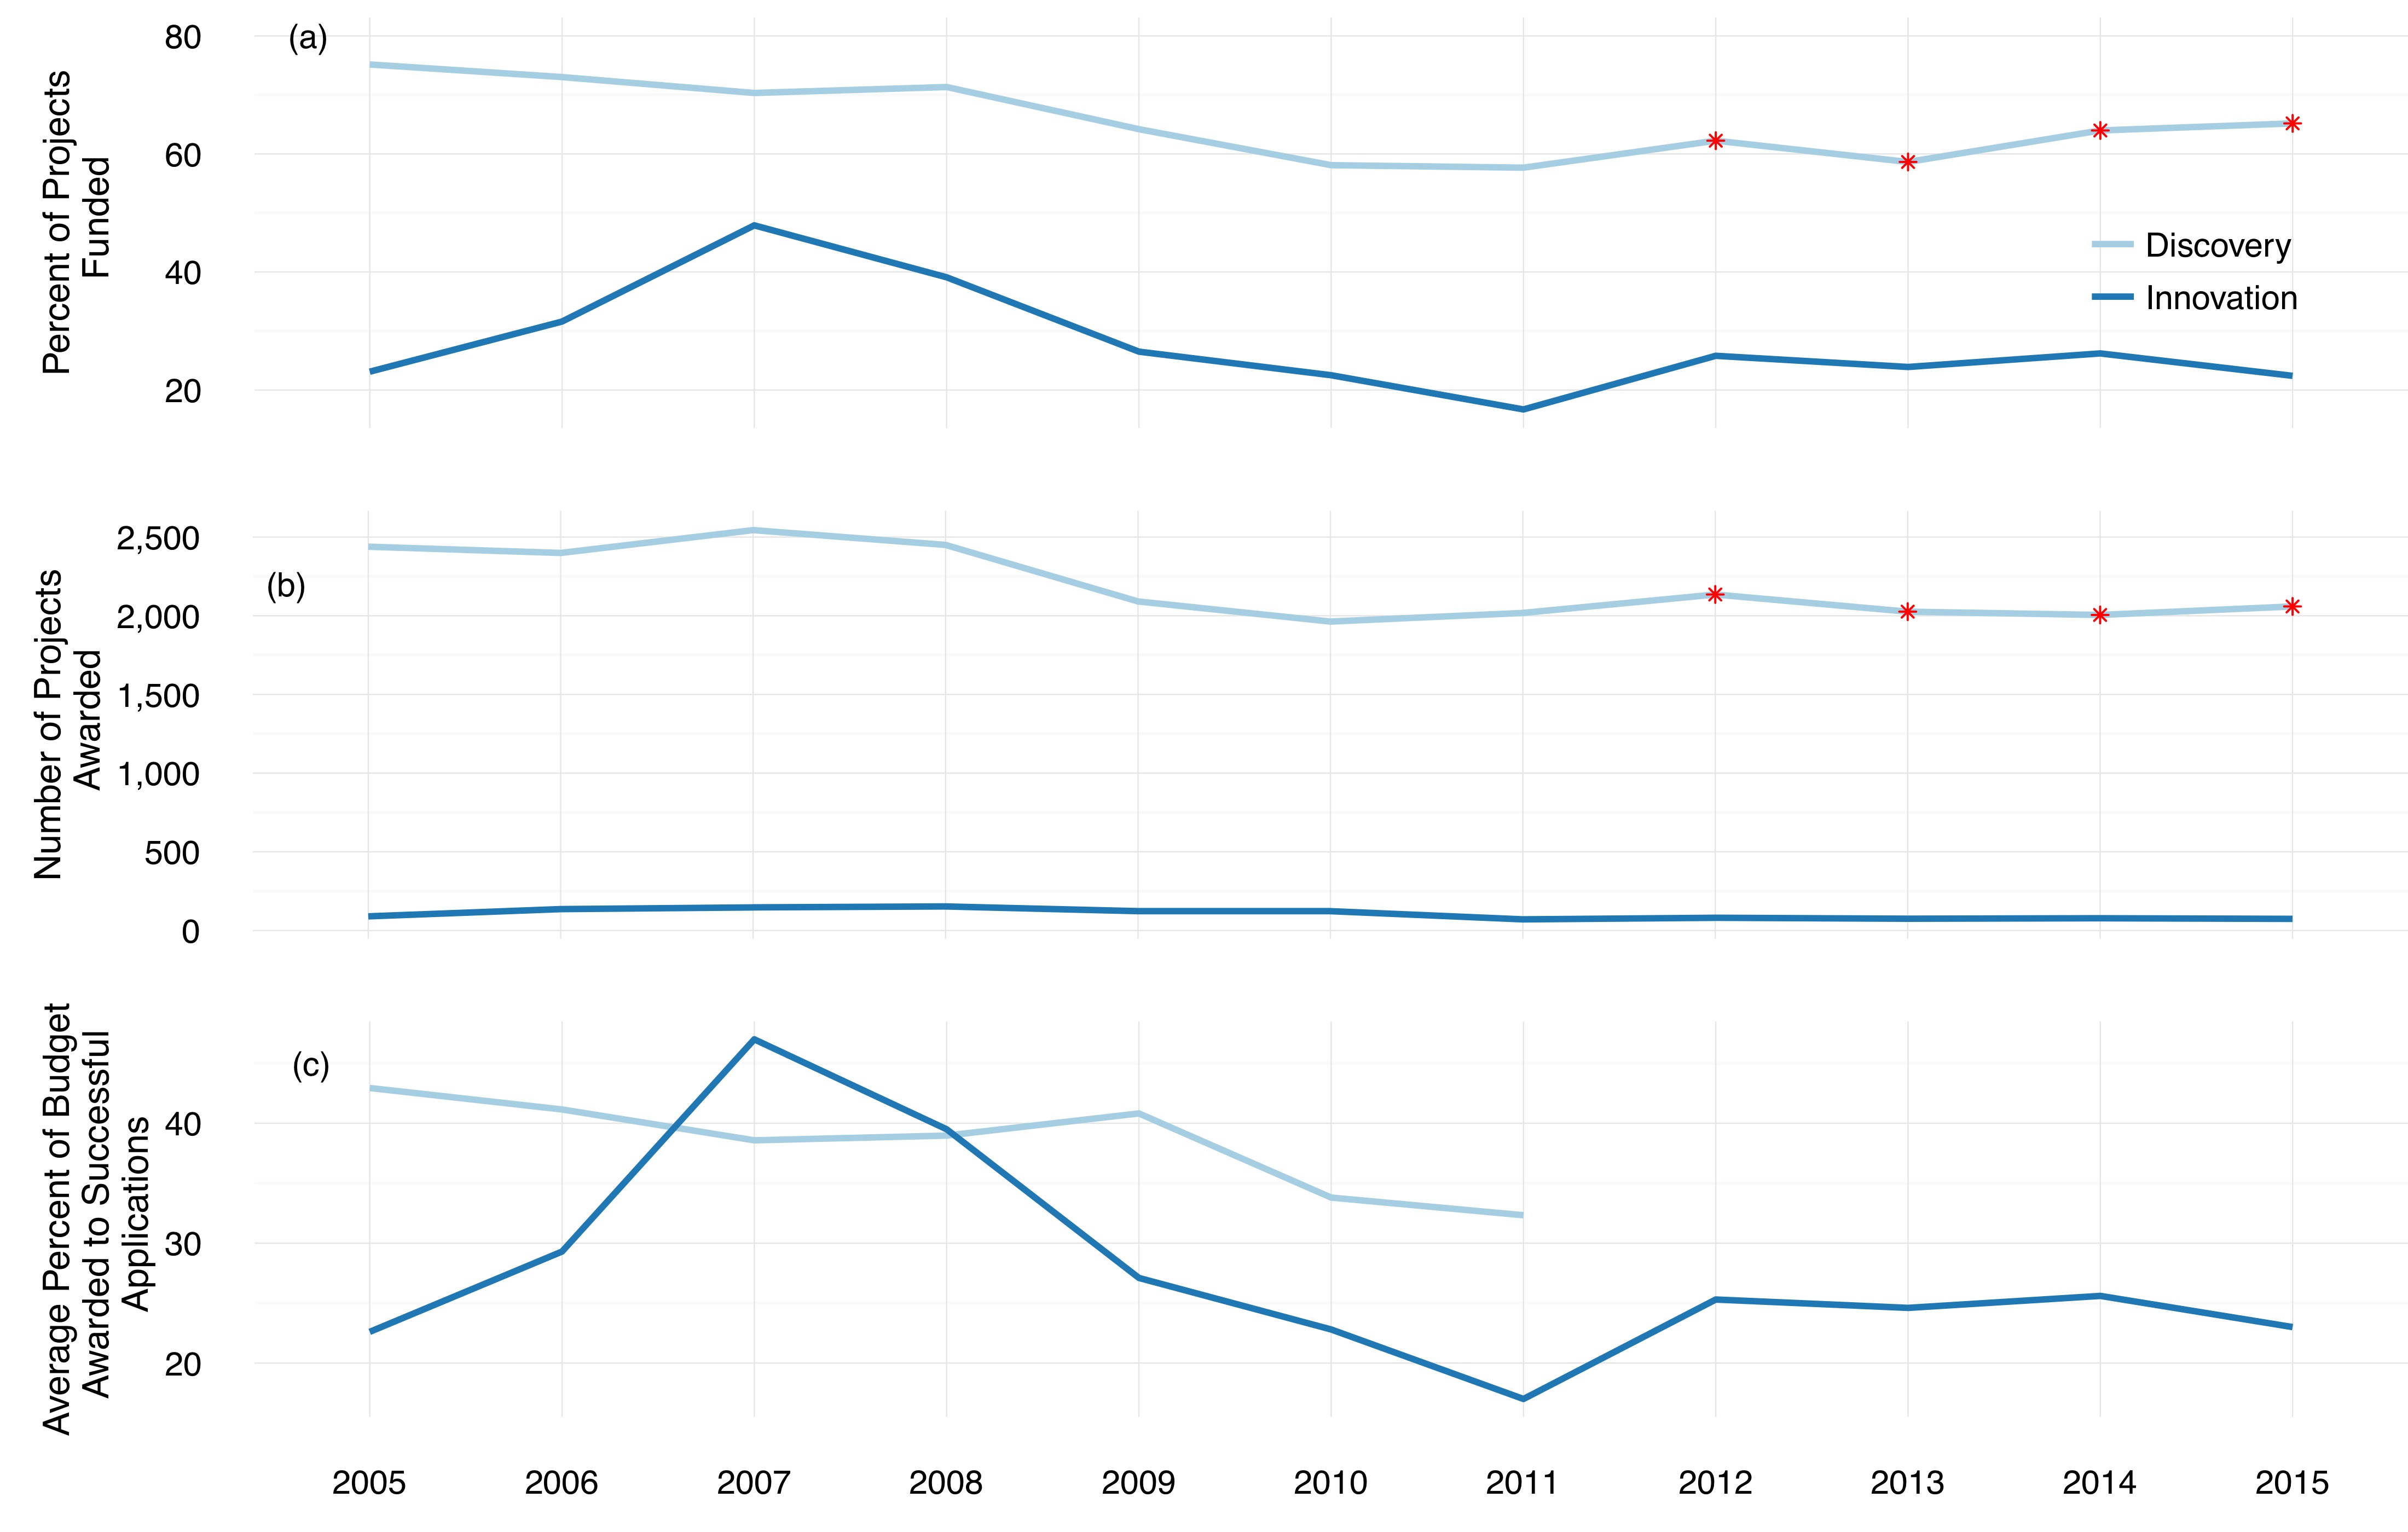 (a)
Percent of Projects
Funded
80
60
40
20
Discovery
Innovation
(b)
Number of Projects
Awarded
2,500
2,000
1,500
1,000
500
0
(c)
Average Percent of Budget
Awarded to Successful
Applications
40
30
20
2005 2006 2007 2008 2009 2010 2011 2012 2013 2014 2015